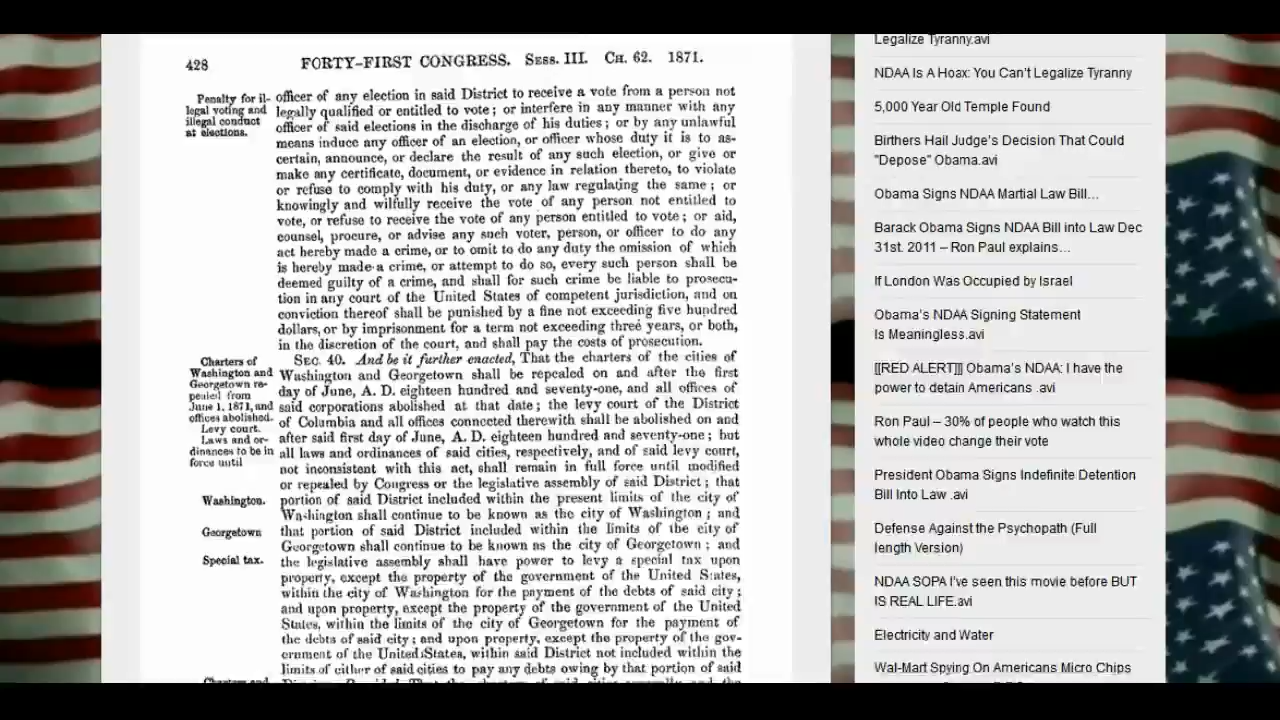 428
FORTY-FIRST CONGRESS. SESS. III. CH. 62. 1871.
Penalty for il-
legal voting and
illegal conduct
at elections.
officer of any election in said District to receive a vote from a person not
legally qualified or entitled to vote; or interfere in any manner with any
officer of said elections in the discharge of his duties; or by any unlawful
means induce any officer of an election, or officer whose duty it is to as-
certain, announce, or declare the result of any such election, or give or
make any certificate, document, or evidence in relation thereto, to violate
or refuse to comply with his duty, or any law regulating the same; or
knowingly and wilfully receive the vote of any person not entitled to
vote, or refuse to receive the vote of any person entitled to vote; or aid,
counsel, procure, or advise any such voter, person, or officer to do any
act hereby made a crime, or to omit to do any duty the omission of which
is hereby made a crime, or attempt to do so, every such person shall be
deemed guilty of a crime, and shall for such crime be liable to prosecu-
tion in any court of the United States of competent jurisdiction, and on
conviction thereof shall be punished by a fine not exceeding five hundred
dollars, or by imprisonment for a term not exceeding three years, or both,
in the discretion of the court, and shall pay the costs of prosecution.
Charters of
Washington and
Georgetown re-
pealed from
June 1, 1871, and
offices abolished.
Levy court.
Laws and or-
dinances to be in
force until
SEC. 40. And be it further enacted, That the charters of the cities of
Washington and Georgetown shall be repealed on and after the first
day of June, A. D. eighteen hundred and seventy-one, and all offices of
said corporations abolished at that date; the levy court of the District
of Columbia and all offices connected therewith shall be abolished on and
after said first day of June, A. D. eighteen hundred and seventy-one; but
all laws and ordinances of said cities, respectively, and of said levy court,
not inconsistent with this act, shall remain in full force until modified
or repealed by Congress or the legislative assembly of said District; that
Washington.
portion of said District included within the present limits of the city of
Washington shall continue to be known as the city of Washington; and
Georgetown
that portion of said District included within the limits of the city of
Georgetown shall continue to be known as the city of Georgetown; and
Special tax.
the legislative assembly shall have power to levy a special tax upon
property, except the property of the government of the United States,
within the city of Washington for the payment of the debts of said city;
and upon property, except the property of the government of the United
States, within the limits of the city of Georgetown for the payment of
the debts of said city; and upon property, except the property of the gov-
ernment of the United States, within said District not included within the
limits of either of said cities to pay any debts owing by that portion of said
Legalize Tyranny.avi
NDAA Is A Hoax: You Can't Legalize Tyranny
5,000 Year Old Temple Found
Birthers Hail Judge's Decision That Could
"Depose" Obama.avi
Obama Signs NDAA Martial Law Bill...
Barack Obama Signs NDAA Bill into Law Dec
31st. 2011 – Ron Paul explains...
If London Was Occupied by Israel
Obama's NDAA Signing Statement
Is Meaningless.avi
[[RED ALERT]]] Obama's NDAA: I have the
power to detain Americans .avi
Ron Paul – 30% of people who watch this
whole video change their vote
President Obama Signs Indefinite Detention
Bill Into Law .avi
Defense Against the Psychopath (Full
length Version)
NDAA SOPA I've seen this movie before BUT
IS REAL LIFE.avi
Electricity and Water
Wal-Mart Spying On Americans Micro Chips